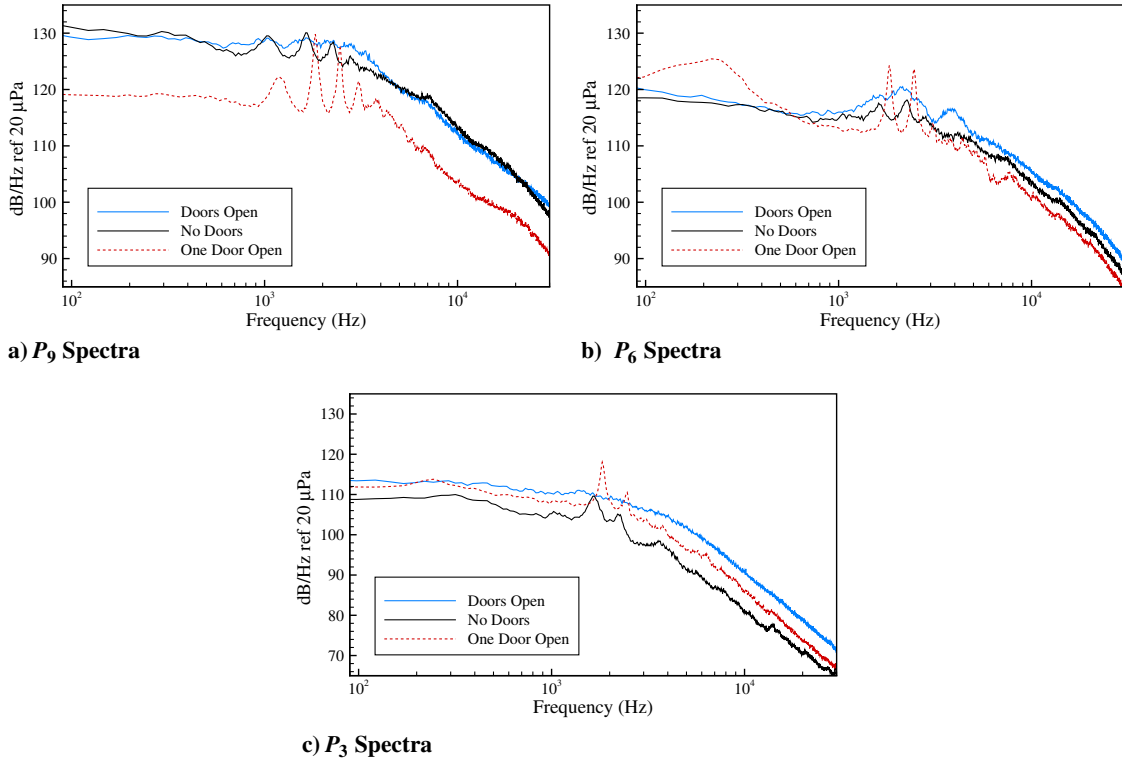 130
120
110
100
90
dB/Hz ref 20 μPa
Doors Open
No Doors
One Door Open
10² 10³ 10⁴
Frequency (Hz)
a) P₉ Spectra
130
120
110
100
90
dB/Hz ref 20 μPa
Doors Open
No Doors
One Door Open
10² 10³ 10⁴
Frequency (Hz)
b) P₆ Spectra
130
120
110
100
90
80
70
dB/Hz ref 20 μPa
Doors Open
No Doors
One Door Open
10² 10³ 10⁴
Frequency (Hz)
c) P₃ Spectra